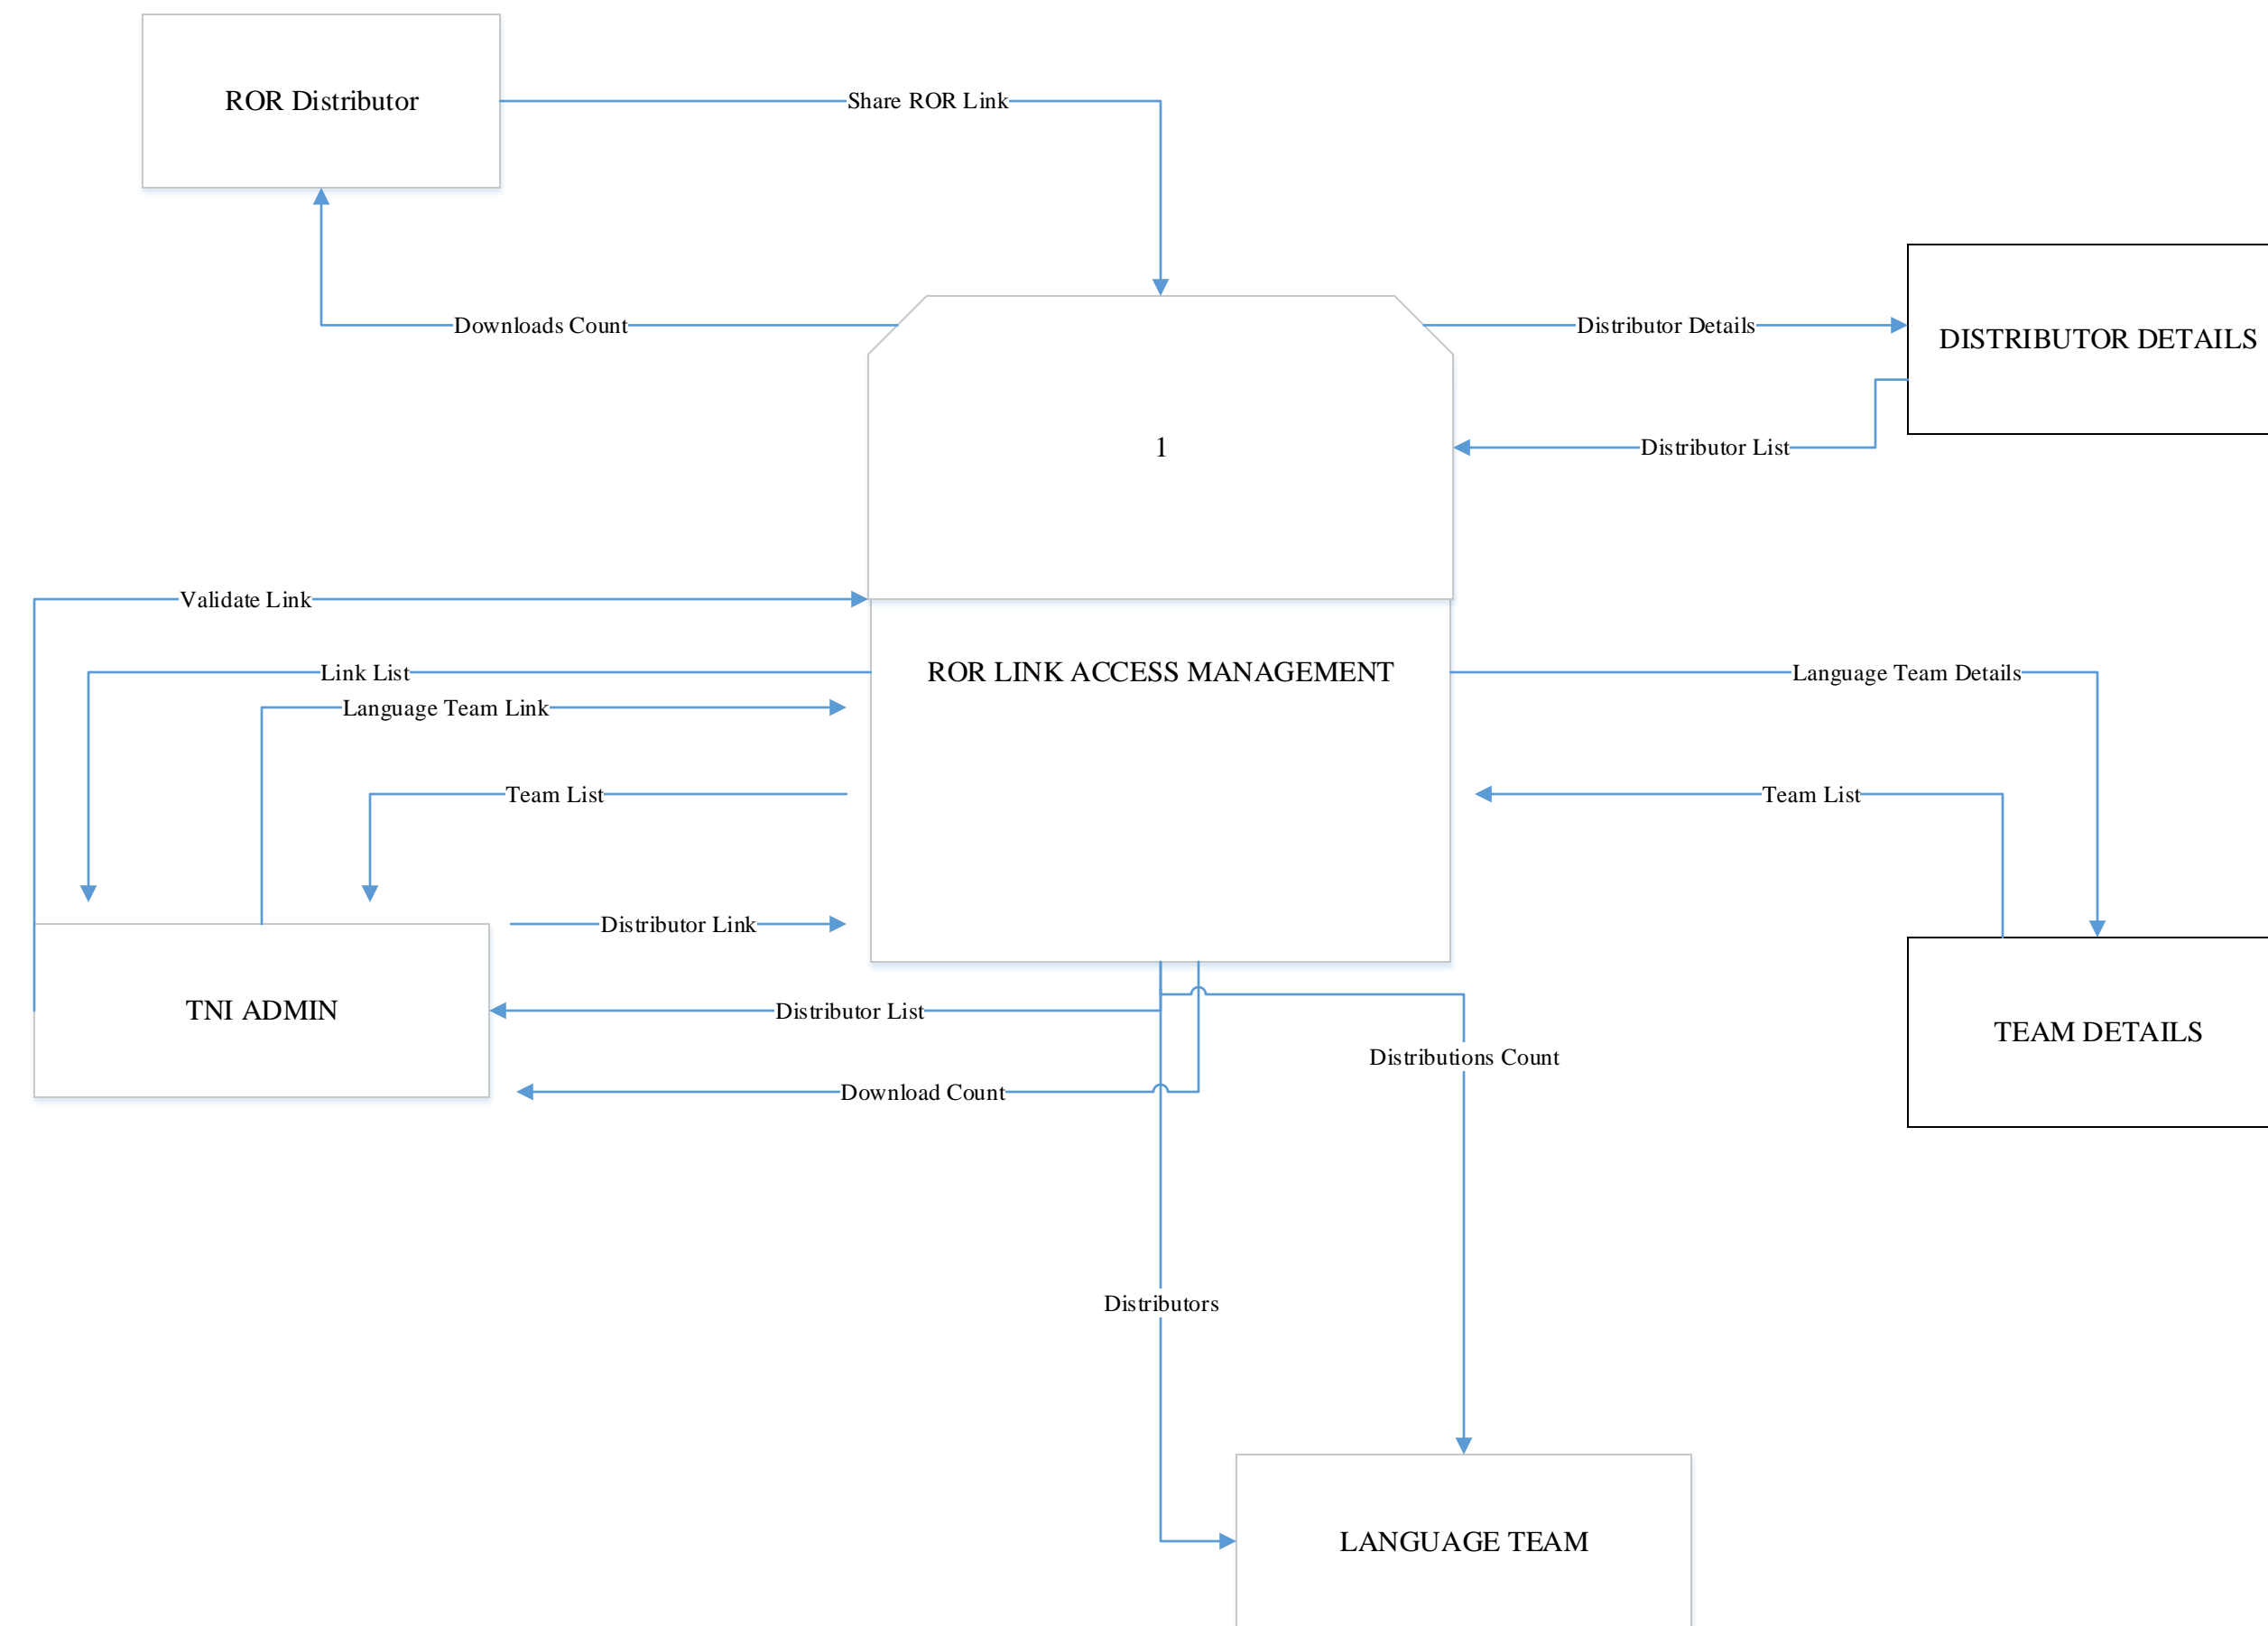 ROR Distributor
Share ROR Link
Downloads Count
Distributor Details
DISTRIBUTOR DETAILS
1
Distributor List
Validate Link
Link List
ROR LINK ACCESS MANAGEMENT
Language Team Details
Language Team Link
Team List
Team List
Distributor Link
TNI ADMIN
Distributor List
TEAM DETAILS
Distributions Count
Download Count
Distributors
LANGUAGE TEAM